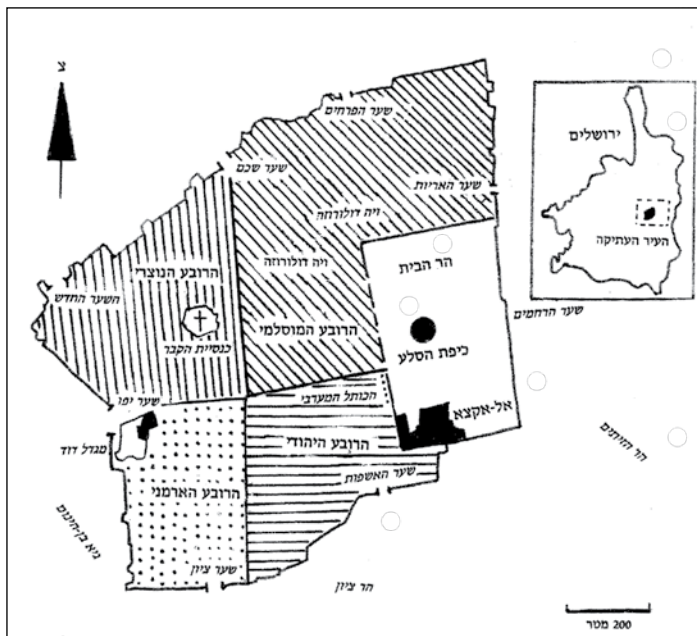 צ
שער הפרחים
שער שכם
שער האריות
ויה דולורוזה
ויה דולורוזה
הרובע הנוצרי
השער החדש
כנסיית הקבר
הרובע המוסלמי
הר הבית
כיפת הסלע
אל-אקצא
שער הרחמים
ירושלים
העיר העתיקה
שער יפו
מגדל דוד
הכותל המערבי
הרובע היהודי
שער האשפות
הרובע הארמני
שער ציון
הר ציון
גיא בן-הינום
הר הזיתים
200 מטר